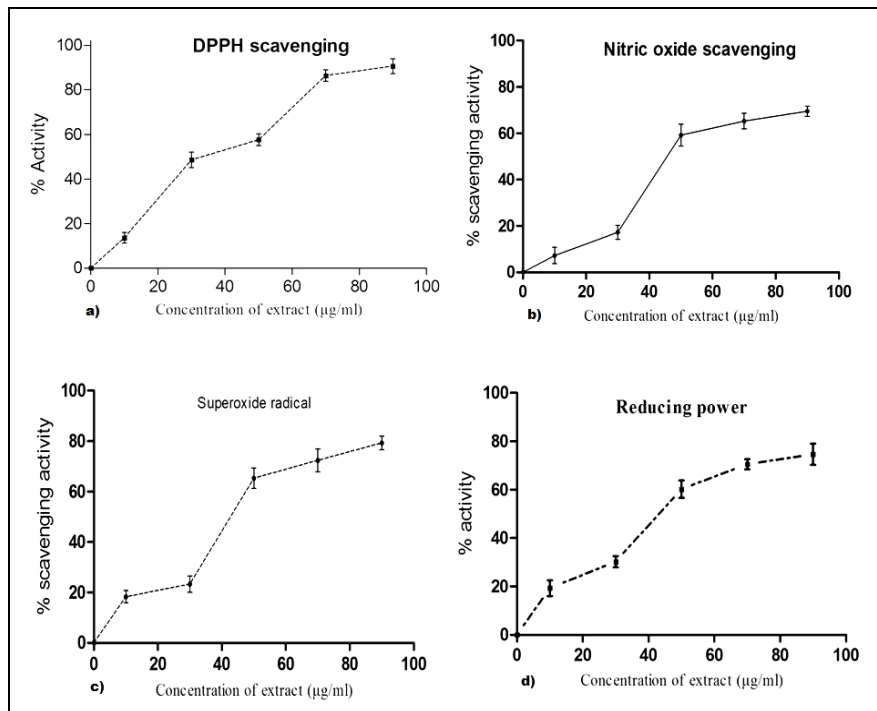 DPPH scavenging
% Activity
100
80
60
40
20
0
0 20 40 60 80 100
Concentration of extract (µg/ml)
a)
Nitric oxide scavenging
% scavenging activity
100
80
60
40
20
0
0 20 40 60 80 100
Concentration of extract (µg/ml)
b)
Superoxide radical
% scavenging activity
100
80
60
40
20
0
0 20 40 60 80 100
Concentration of extract (µg/ml)
c)
Reducing power
% activity
100
80
60
40
20
0
0 20 40 60 80 100
Concentration of extract (µg/ml)
d)